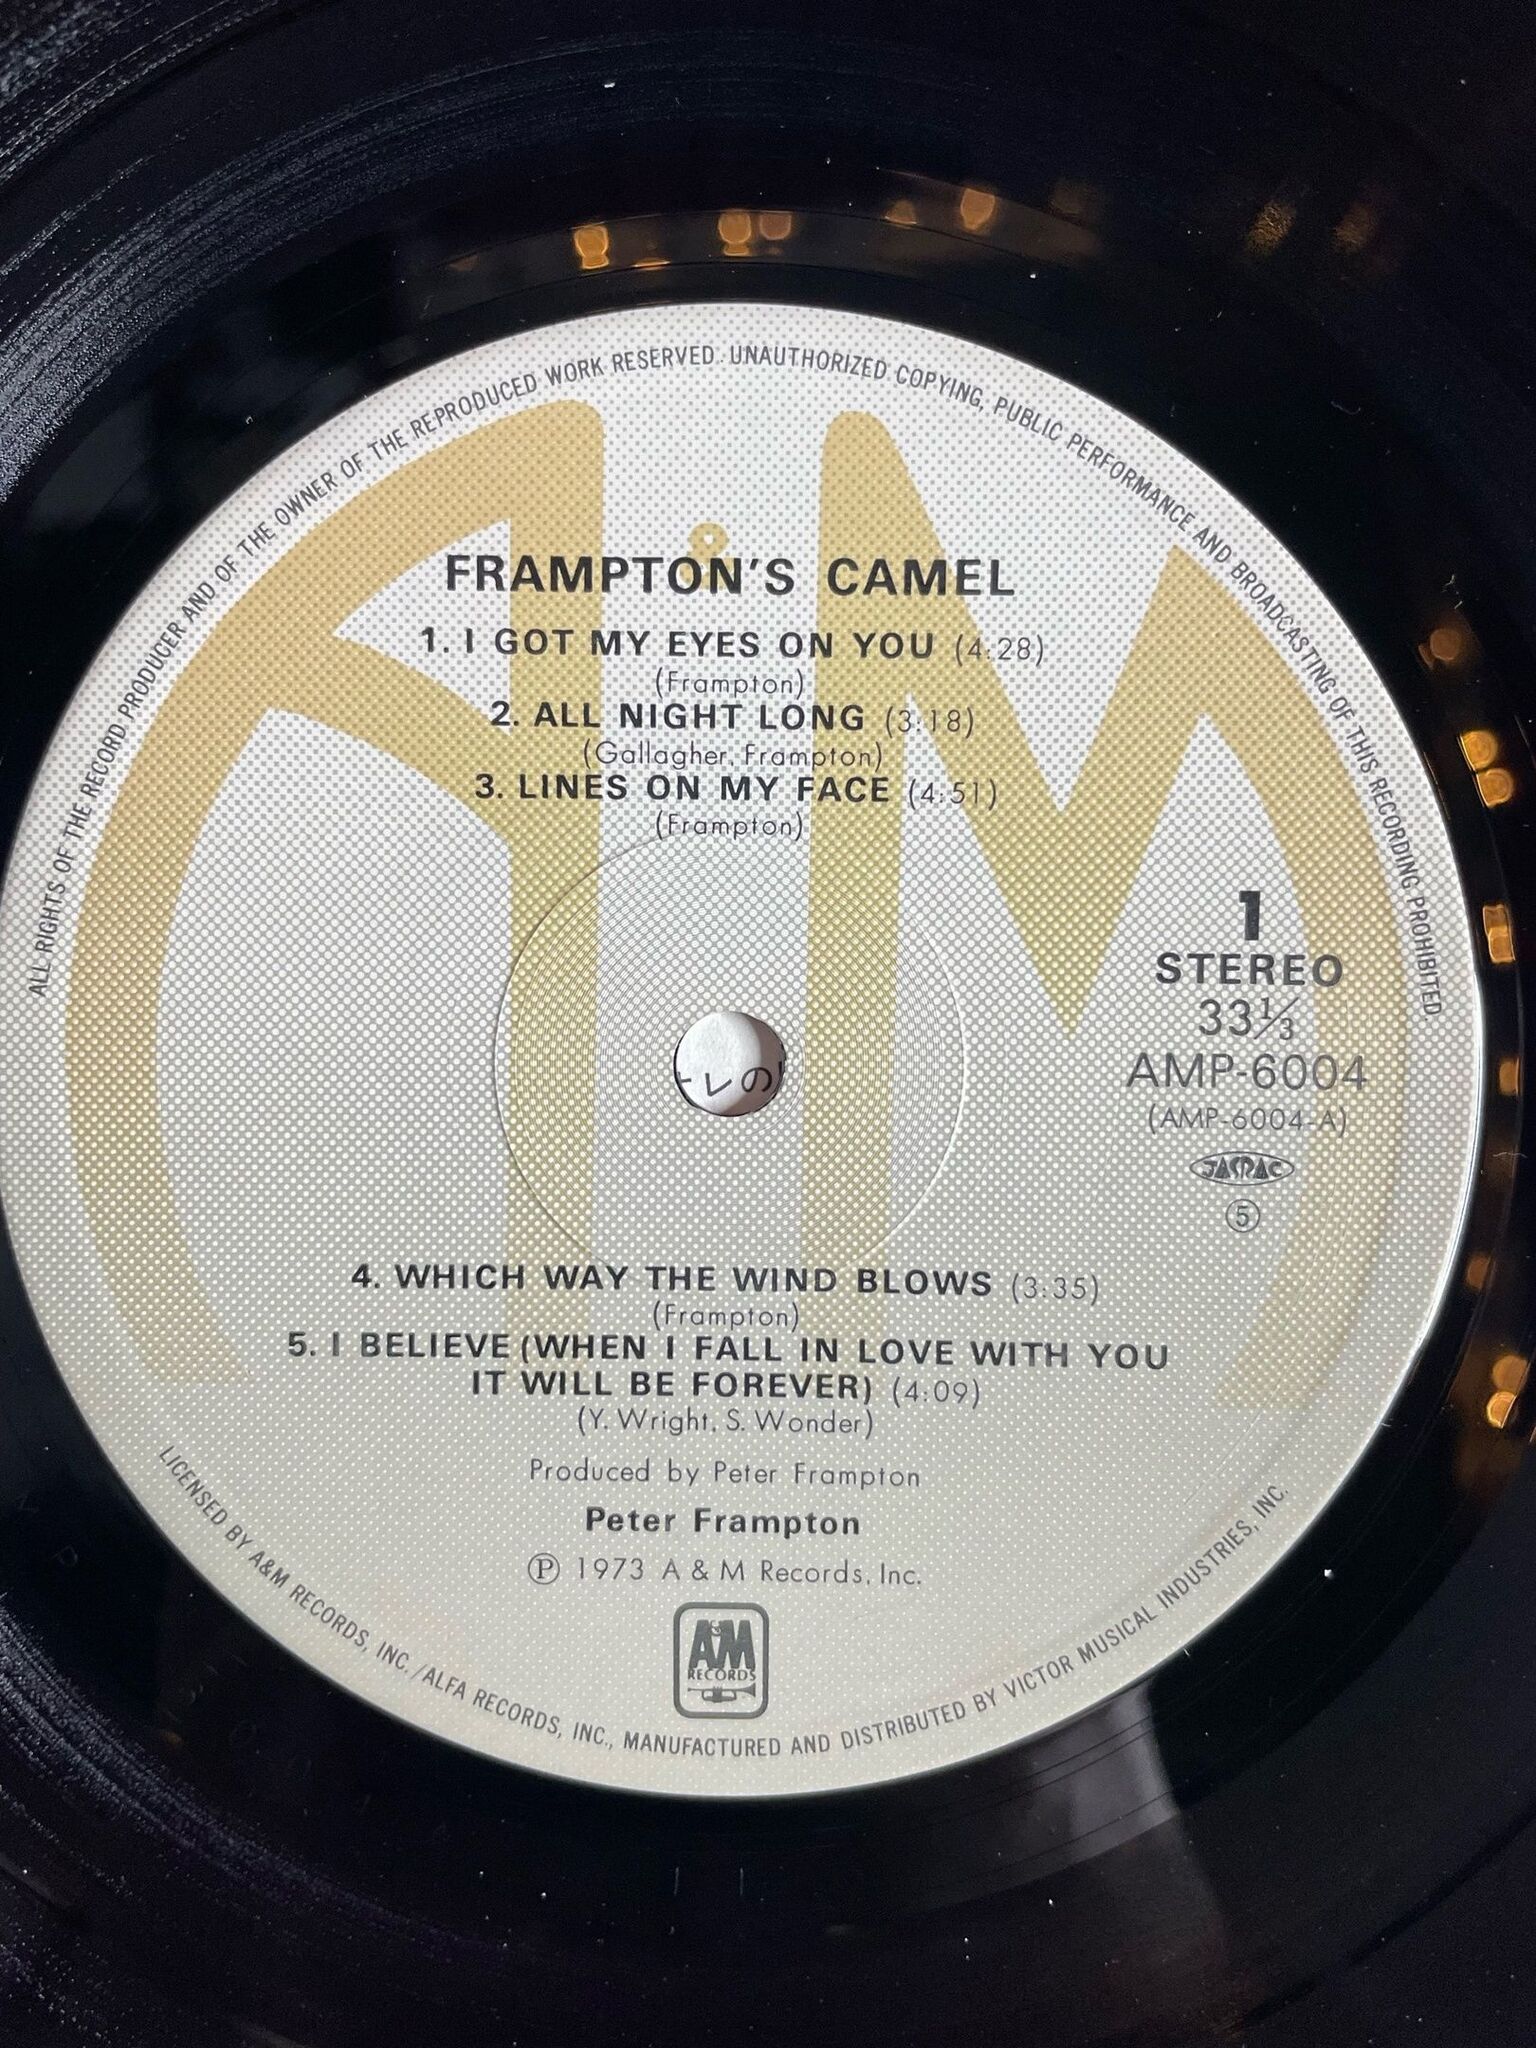 ALL RIGHTS OF THE RECORD PRODUCER AND OF THE OWNER OF THE REPRODUCED WORK RESERVED. UNAUTHORIZED COPYING, PUBLIC PERFORMANCE AND BROADCASTING OF THIS RECORDING PROHIBITED.
FRAMPTON'S CAMEL
1. I GOT MY EYES ON YOU (4:28)
(Frampton)
2. ALL NIGHT LONG (3:18)
(Gallagher, Frampton)
3. LINES ON MY FACE (4:51)
(Frampton)
1
STEREO
33⅓
AMP-6004
(AMP-6004-A)
JASRAC
⑤
レの
4. WHICH WAY THE WIND BLOWS (3:35)
(Frampton)
5. I BELIEVE (WHEN I FALL IN LOVE WITH YOU
IT WILL BE FOREVER) (4:09)
(Y. Wright, S. Wonder)
Produced by Peter Frampton
Peter Frampton
Ⓟ 1973 A & M Records, Inc.
A&M
RECORDS
LICENSED BY A&M RECORDS, INC./ALFA RECORDS, INC., MANUFACTURED AND DISTRIBUTED BY VICTOR MUSICAL INDUSTRIES, INC.